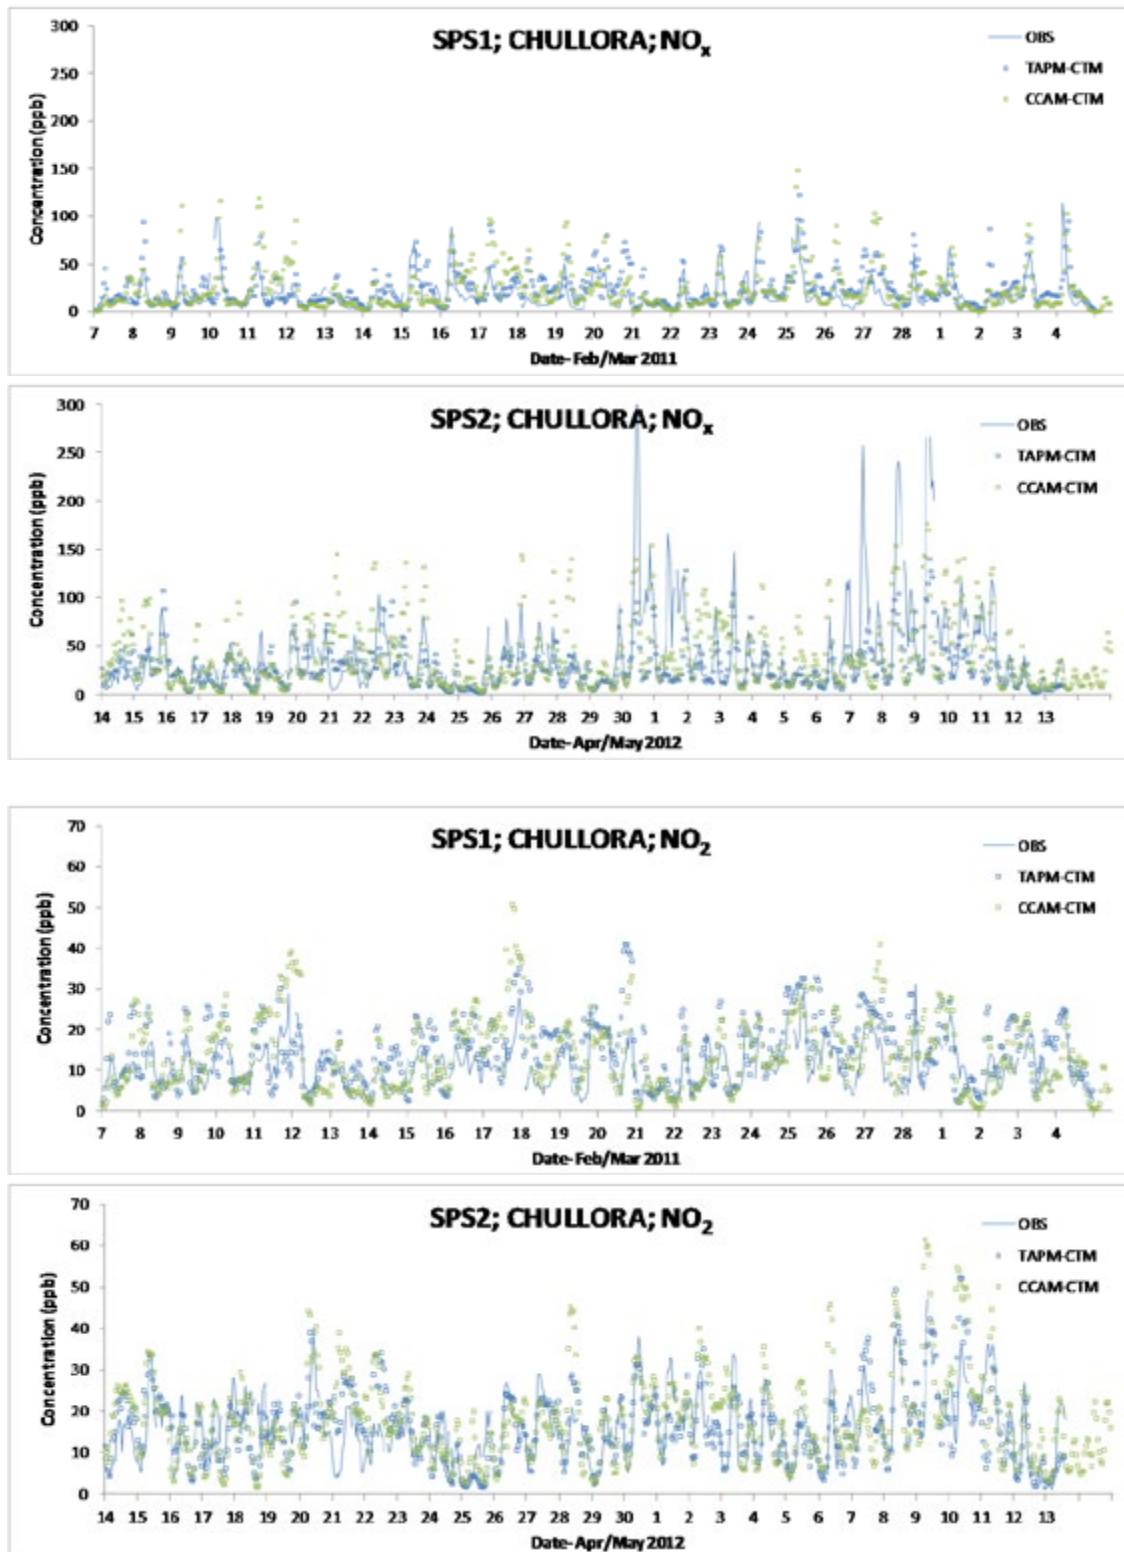 SPS1; CHULLORA; NOx
OBS
TAPM-CTM
CCAM-CTM
Concentration (ppb)
300
250
200
150
100
50
0
7 8 9 10 11 12 13 14 15 16 17 18 19 20 21 22 23 24 25 26 27 28 1 2 3 4
Date- Feb/Mar 2011
SPS2; CHULLORA; NOx
OBS
TAPM-CTM
CCAM-CTM
Concentration (ppb)
300
250
200
150
100
50
0
14 15 16 17 18 19 20 21 22 23 24 25 26 27 28 29 30 1 2 3 4 5 6 7 8 9 10 11 12 13
Date- Apr/May 2012
SPS1; CHULLORA; NO2
OBS
TAPM-CTM
CCAM-CTM
Concentration (ppb)
70
60
50
40
30
20
10
0
7 8 9 10 11 12 13 14 15 16 17 18 19 20 21 22 23 24 25 26 27 28 1 2 3 4
Date- Feb/Mar 2011
SPS2; CHULLORA; NO2
OBS
TAPM-CTM
CCAM-CTM
Concentration (ppb)
70
60
50
40
30
20
10
0
14 15 16 17 18 19 20 21 22 23 24 25 26 27 28 29 30 1 2 3 4 5 6 7 8 9 10 11 12 13
Date- Apr/May 2012